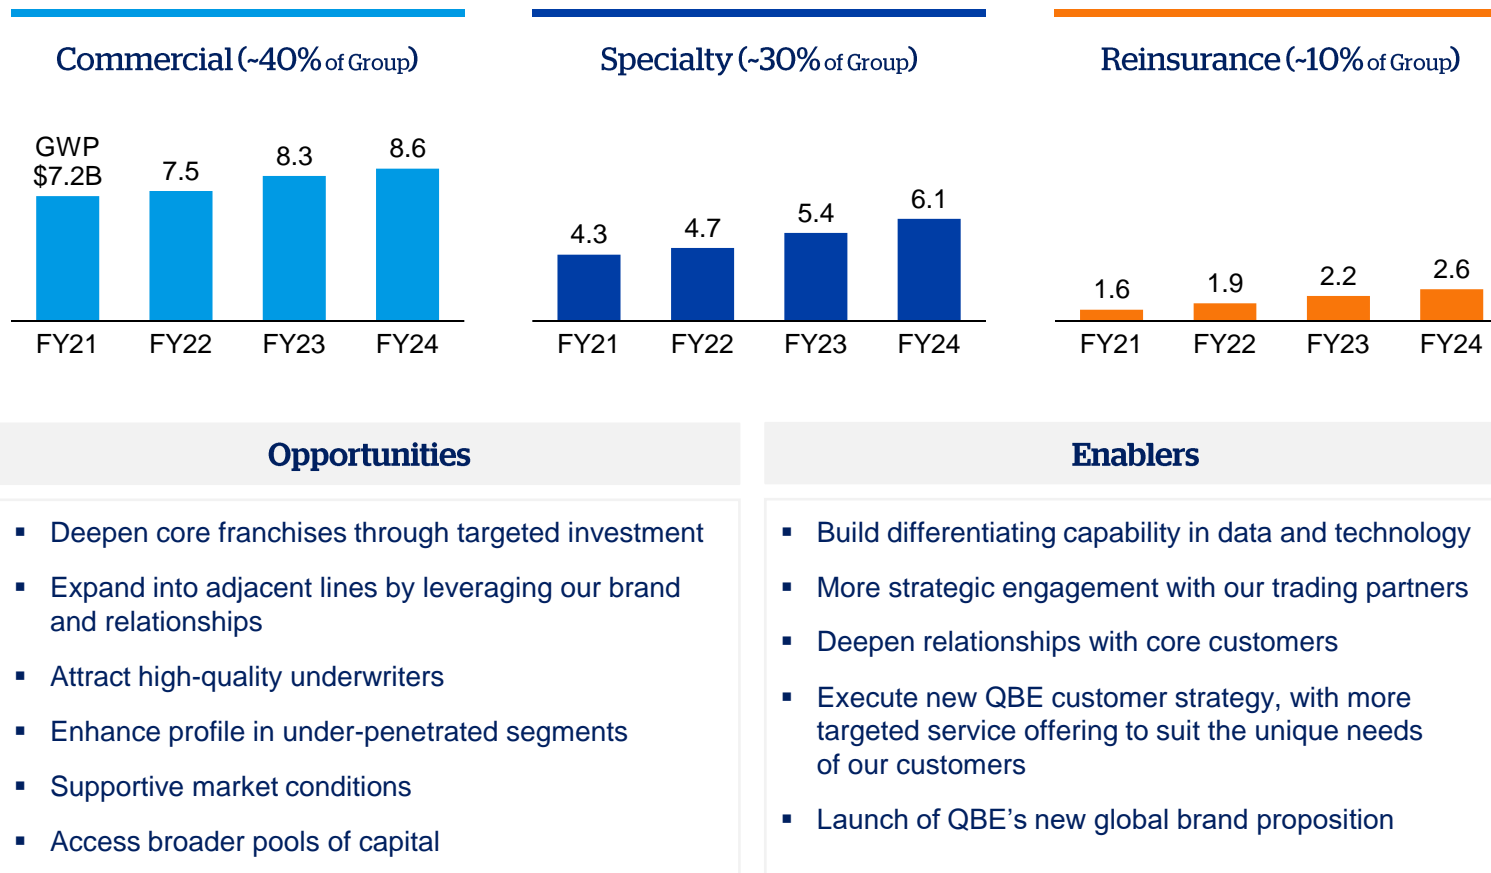 Commercial (~40% of Group)
GWP
$7.2B
7.5
8.3
8.6
FY21
FY22
FY23
FY24
Specialty (~30% of Group)
4.3
4.7
5.4
6.1
FY21
FY22
FY23
FY24
Reinsurance (~10% of Group)
1.6
1.9
2.2
2.6
FY21
FY22
FY23
FY24
Opportunities
▪ Deepen core franchises through targeted investment
▪ Expand into adjacent lines by leveraging our brand
and relationships
▪ Attract high-quality underwriters
▪ Enhance profile in under-penetrated segments
▪ Supportive market conditions
▪ Access broader pools of capital
Enablers
▪ Build differentiating capability in data and technology
▪ More strategic engagement with our trading partners
▪ Deepen relationships with core customers
▪ Execute new QBE customer strategy, with more
targeted service offering to suit the unique needs
of our customers
▪ Launch of QBE’s new global brand proposition